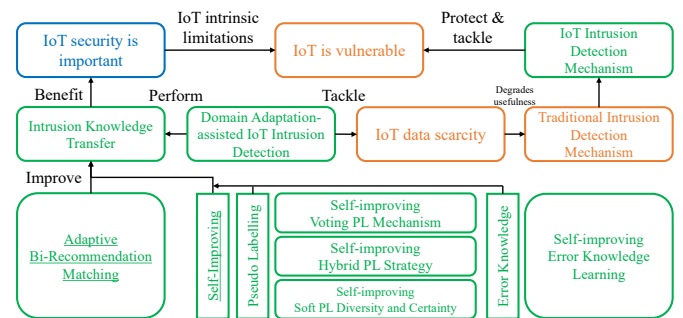 IoT security is
important
IoT intrinsic
limitations
IoT is vulnerable
Protect &
tackle
IoT Intrusion
Detection
Mechanism
Benefit
Perform
Tackle
Degrades
usefulness
Intrusion Knowledge
Transfer
Domain Adaptation-
assisted IoT Intrusion
Detection
IoT data scarcity
Traditional Intrusion
Detection
Mechanism
Improve
Adaptive
Bi-Recommendation
Matching
Self-Improving
Pseudo Labelling
Self-improving
Voting PL Mechanism
Self-improving
Hybrid PL Strategy
Self-improving
Soft PL Diversity and Certainty
Error Knowledge
Self-improving
Error Knowledge
Learning